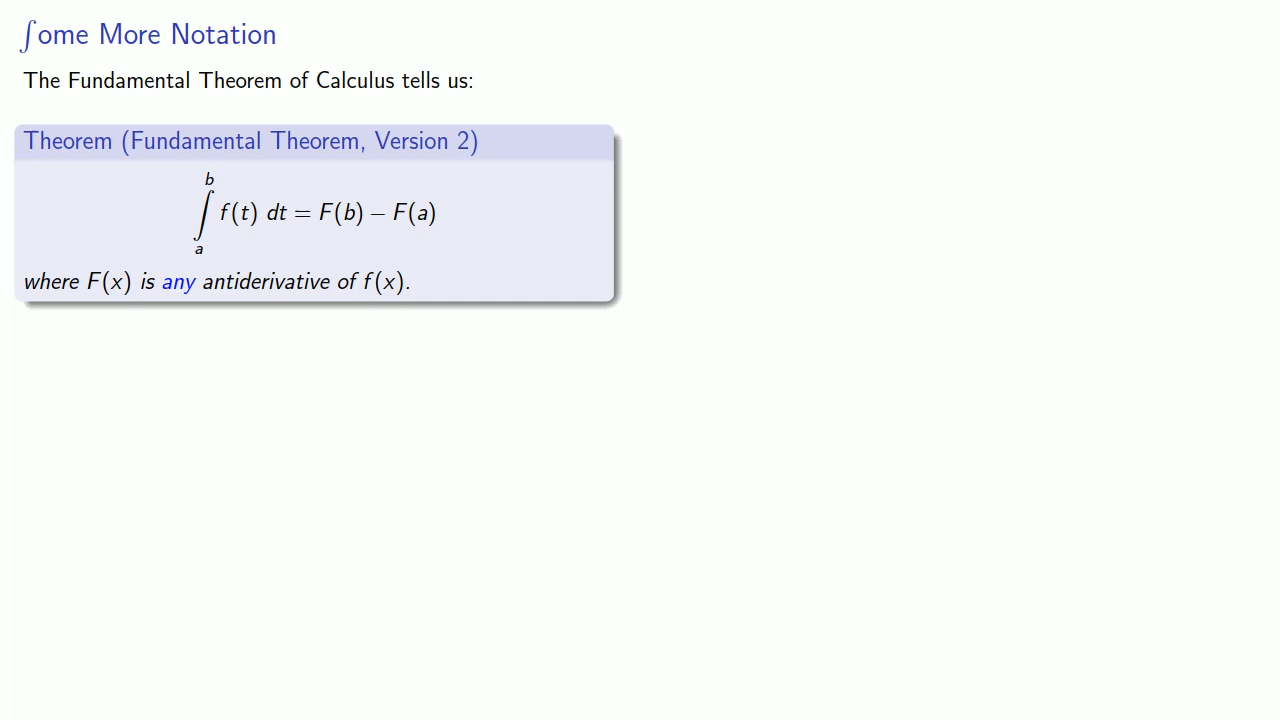 ∫ome More Notation
The Fundamental Theorem of Calculus tells us:
Theorem (Fundamental Theorem, Version 2)
∫_a^b f(t) dt = F(b) − F(a)
where F(x) is any antiderivative of f(x).